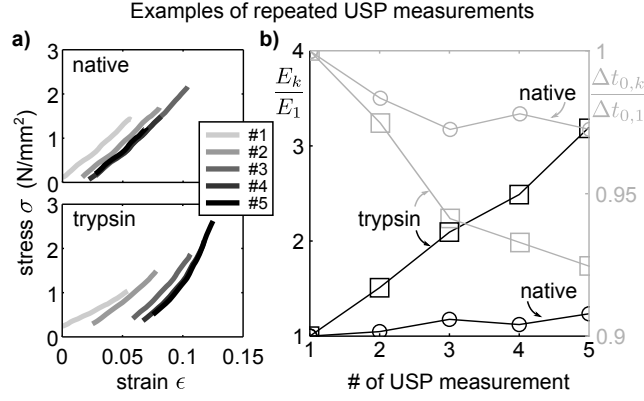 Examples of repeated USP measurements
a)
3
native
2
1
0
stress σ (N/mm²)
#1
#2
#3
#4
#5
3
trypsin
2
1
0
0 0.05 0.1 0.15
strain ϵ
b)
4
E_k
E_1
3
2
1
1
Δt_{0,k}
Δt_{0,1}
0.95
0.9
native
trypsin
native
1 2 3 4 5
# of USP measurement